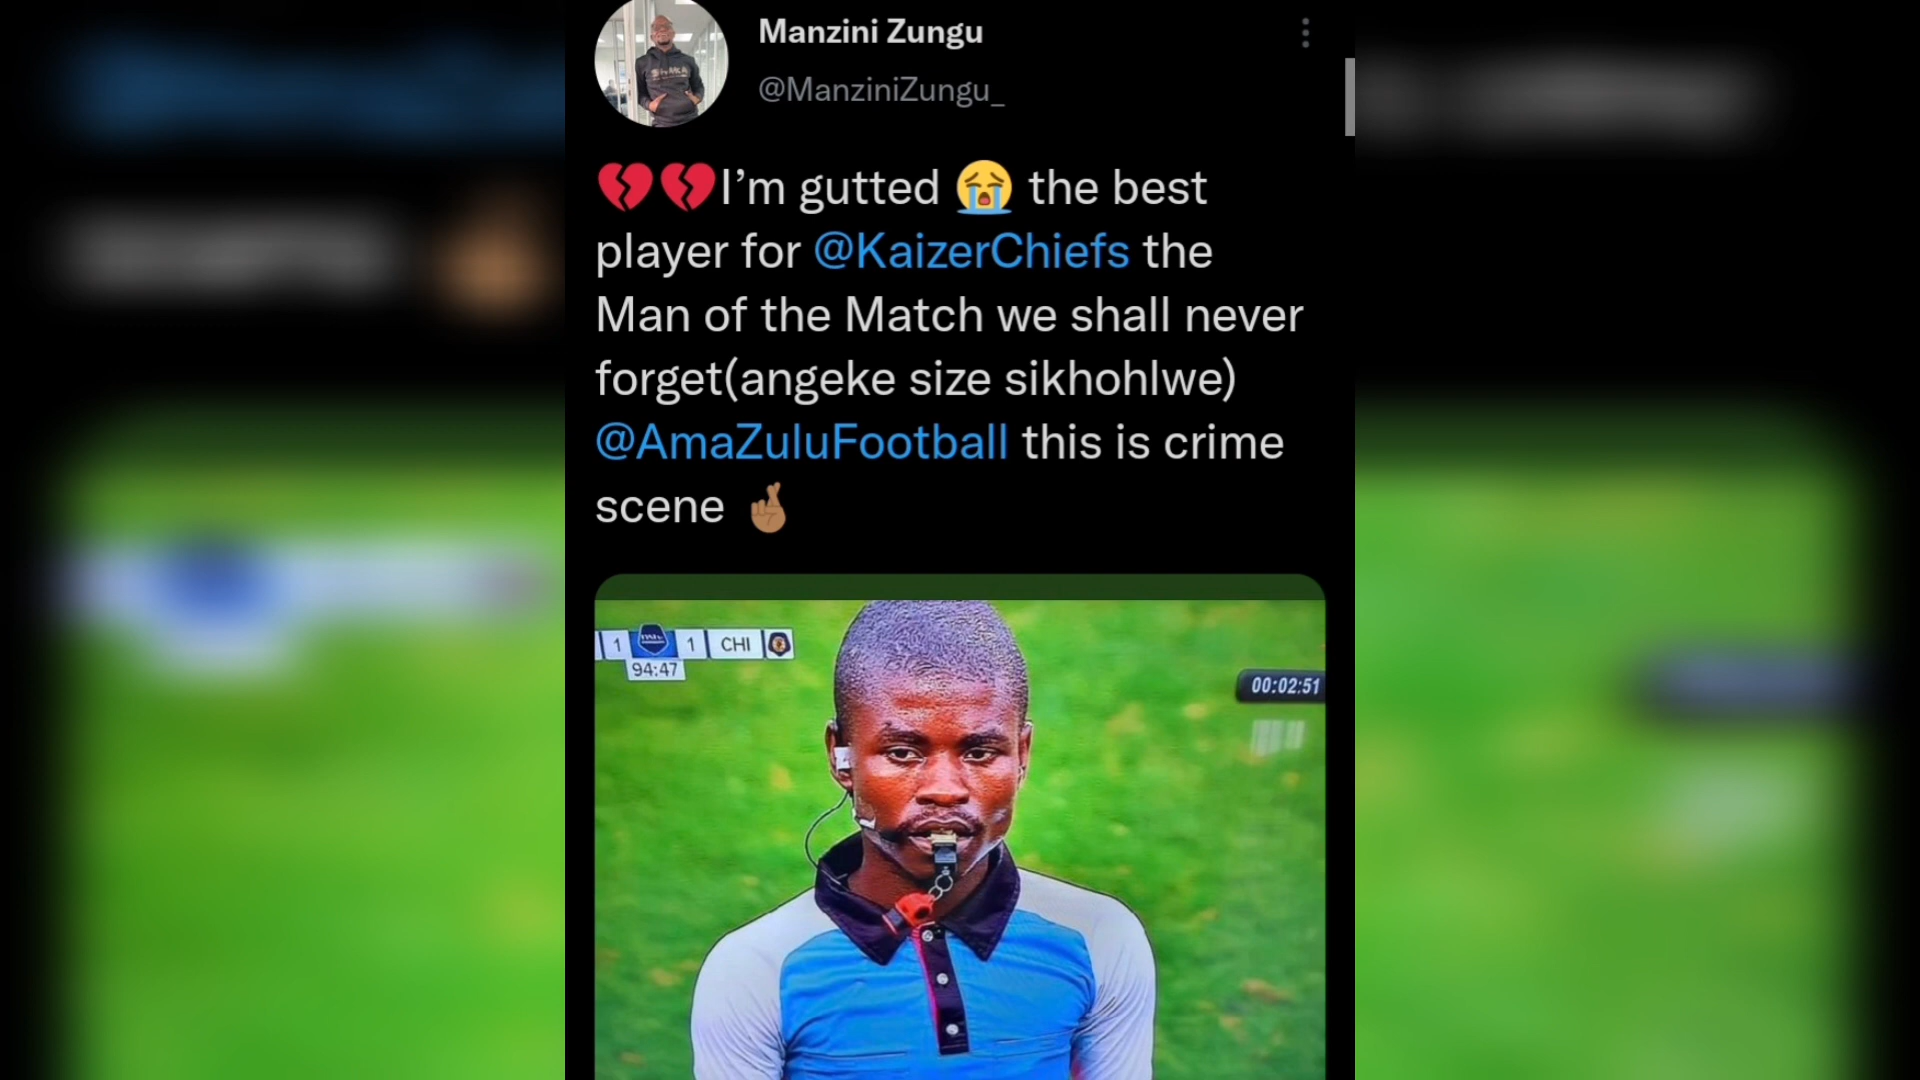 Manzini Zungu
@ManziniZungu_
💔💔I’m gutted 😭 the best
player for @KaizerChiefs the
Man of the Match we shall never
forget(angeke size sikhohlwe)
@AmaZuluFootball this is crime
scene 🤞🏽
1 1 CHI
94:47
00:02:51